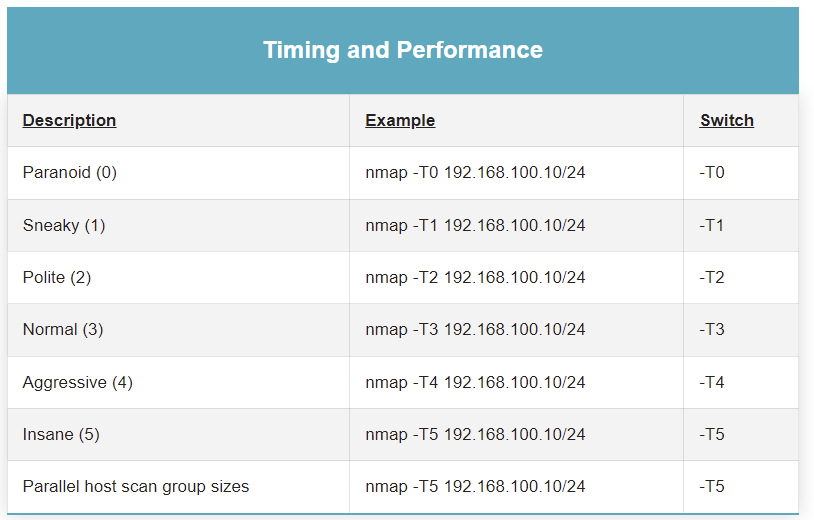 Timing and Performance
Description Example Switch
Paranoid (0) nmap -T0 192.168.100.10/24 -T0
Sneaky (1) nmap -T1 192.168.100.10/24 -T1
Polite (2) nmap -T2 192.168.100.10/24 -T2
Normal (3) nmap -T3 192.168.100.10/24 -T3
Aggressive (4) nmap -T4 192.168.100.10/24 -T4
Insane (5) nmap -T5 192.168.100.10/24 -T5
Parallel host scan group sizes nmap -T5 192.168.100.10/24 -T5